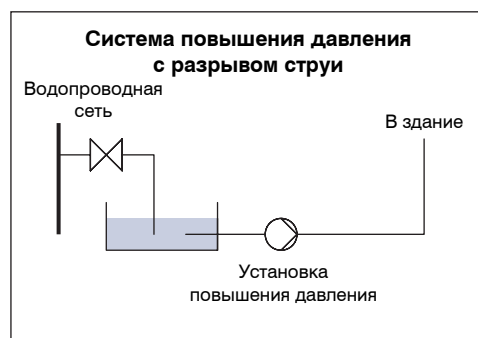 Система повышения давления
с разрывом струи
Водопроводная
сеть
В здание
Установка
повышения давления